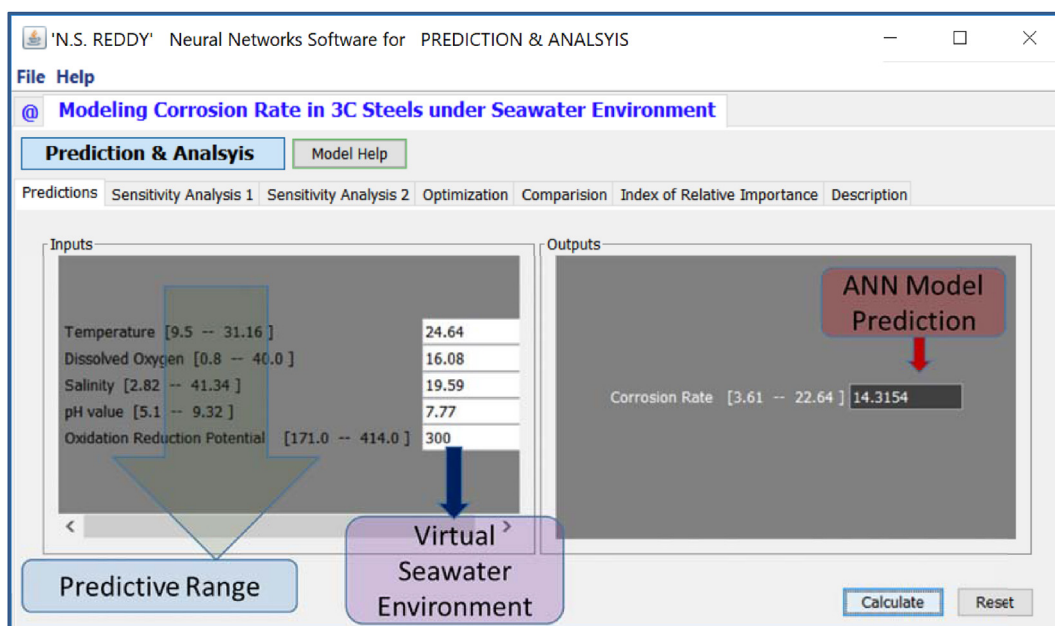 'N.S. REDDY' Neural Networks Software for PREDICTION & ANALSYIS
File Help
@ Modeling Corrosion Rate in 3C Steels under Seawater Environment
Prediction & Analsyis Model Help
Predictions Sensitivity Analysis 1 Sensitivity Analysis 2 Optimization Comparision Index of Relative Importance Description
Inputs
Temperature [9.5 -- 31.16 ] 24.64
Dissolved Oxygen [0.8 -- 40.0 ] 16.08
Salinity [2.82 -- 41.34 ] 19.59
pH value [5.1 -- 9.32 ] 7.77
Oxidation Reduction Potential [171.0 -- 414.0 ] 300
Predictive Range
Virtual
Seawater
Environment
Outputs
ANN Model
Prediction
Corrosion Rate [3.61 -- 22.64 ] 14.3154
Calculate Reset